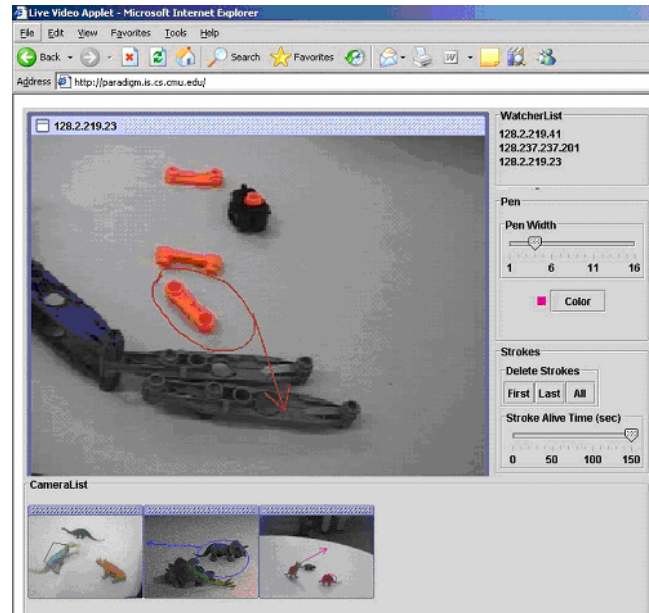 Live Video Applet - Microsoft Internet Explorer
File Edit View Favorites Tools Help
Back Search Favorites
Address http://paradigm.is.cs.cmu.edu/
128.2.219.23
WatcherList
128.2.219.41
128.237.237.201
128.2.219.23
Pen
Pen Width
1 6 11 16
Color
Strokes
Delete Strokes
First Last All
Stroke Alive Time (sec)
0 50 100 150
CameraList